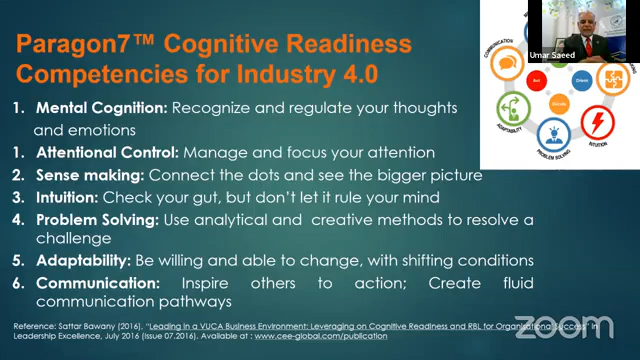 Paragon7™ Cognitive Readiness
Competencies for Industry 4.0
1. Mental Cognition: Recognize and regulate your thoughts
and emotions
1. Attentional Control: Manage and focus your attention
2. Sense making: Connect the dots and see the bigger picture
3. Intuition: Check your gut, but don't let it rule your mind
4. Problem Solving: Use analytical and creative methods to resolve a
challenge
5. Adaptability: Be willing and able to change, with shifting conditions
6. Communication: Inspire others to action; Create fluid
communication pathways
Reference: Sattar Bawany (2016). "Leading in a VUCA Business Environment: Leveraging on Cognitive Readiness and RBL for Organisational Success" in
Leadership Excellence, July 2016 (Issue 07.2016). Available at : www.cee-global.com/publication
Umar Saeed
COMMUNICATION
ADAPTABILITY
PROBLEM SOLVING
INTUITION
Act
Orient
Decide
zoom